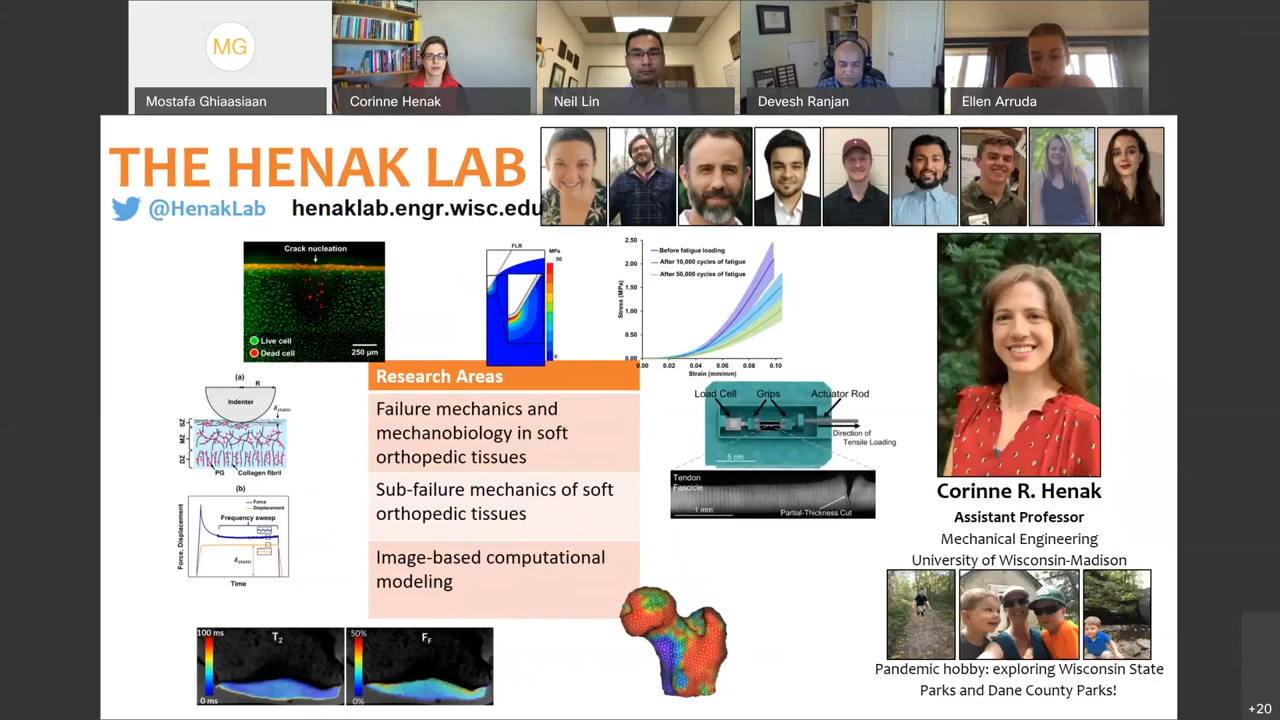 MG
Mostafa Ghiaasiaan
Corinne Henak
Neil Lin
Devesh Ranjan
Ellen Arruda
THE HENAK LAB
@HenakLab
henaklab.engr.wisc.edu
Crack nucleation
Live cell
Dead cell
250 μm
FLR
MPa
50
0
2.50
2.00
1.50
1.00
0.50
0.00
Stress (MPa)
Before fatigue loading
After 10,000 cycles of fatigue
After 50,000 cycles of fatigue
0 0.02 0.04 0.06 0.08 0.10
Strain (mm/mm)
(a)
R
Indenter
δstatic
SZ
MZ
DZ
PG
Collagen fibril
(b)
Force
Displacement
Frequency sweep
δstatic
Force, Displacement
Time
Research Areas
Failure mechanics and
mechanobiology in soft
orthopedic tissues
Sub-failure mechanics of soft
orthopedic tissues
Image-based computational
modeling
Load Cell
Grips
Actuator Rod
Direction of
Tensile Loading
5 cm
Tendon
Fascicle
1 mm
Partial-Thickness Cut
100 ms
T2
0 ms
50%
FF
0%
Corinne R. Henak
Assistant Professor
Mechanical Engineering
University of Wisconsin-Madison
Pandemic hobby: exploring Wisconsin State
Parks and Dane County Parks!
+20